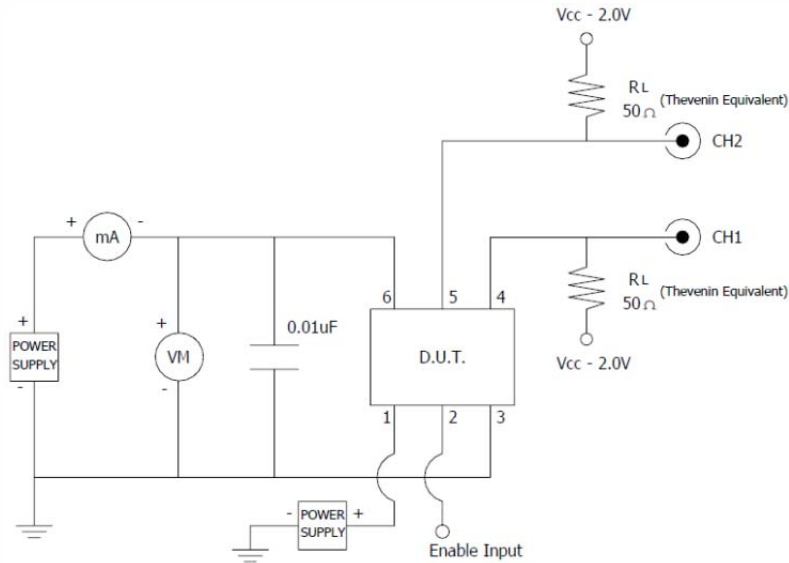 Vcc - 2.0V
RL (Thevenin Equivalent)
50Ω
CH2
+ mA -
CH1
6 5 4
RL (Thevenin Equivalent)
50Ω
+
POWER
SUPPLY
-
+
VM
-
0.01uF
D.U.T.
Vcc - 2.0V
1 2 3
- POWER +
SUPPLY
Enable Input